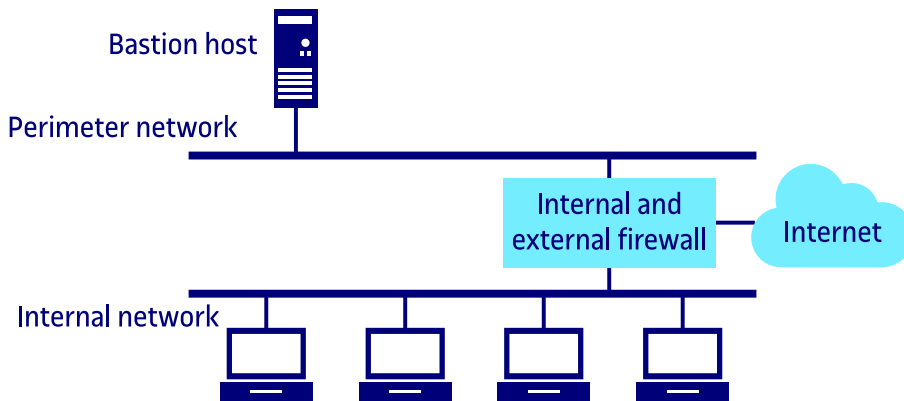 Bastion host
Perimeter network
Internal and
external firewall
Internet
Internal network